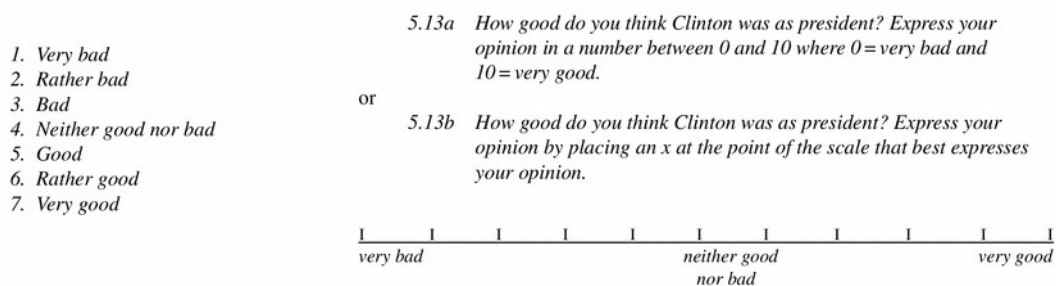 1. Very bad
2. Rather bad
3. Bad
4. Neither good nor bad
5. Good
6. Rather good
7. Very good
5.13a How good do you think Clinton was as president? Express your
opinion in a number between 0 and 10 where 0 = very bad and
10 = very good.
or
5.13b How good do you think Clinton was as president? Express your
opinion by placing an x at the point of the scale that best expresses
your opinion.
I I I I I I I I I I I
very bad neither good very good
nor bad